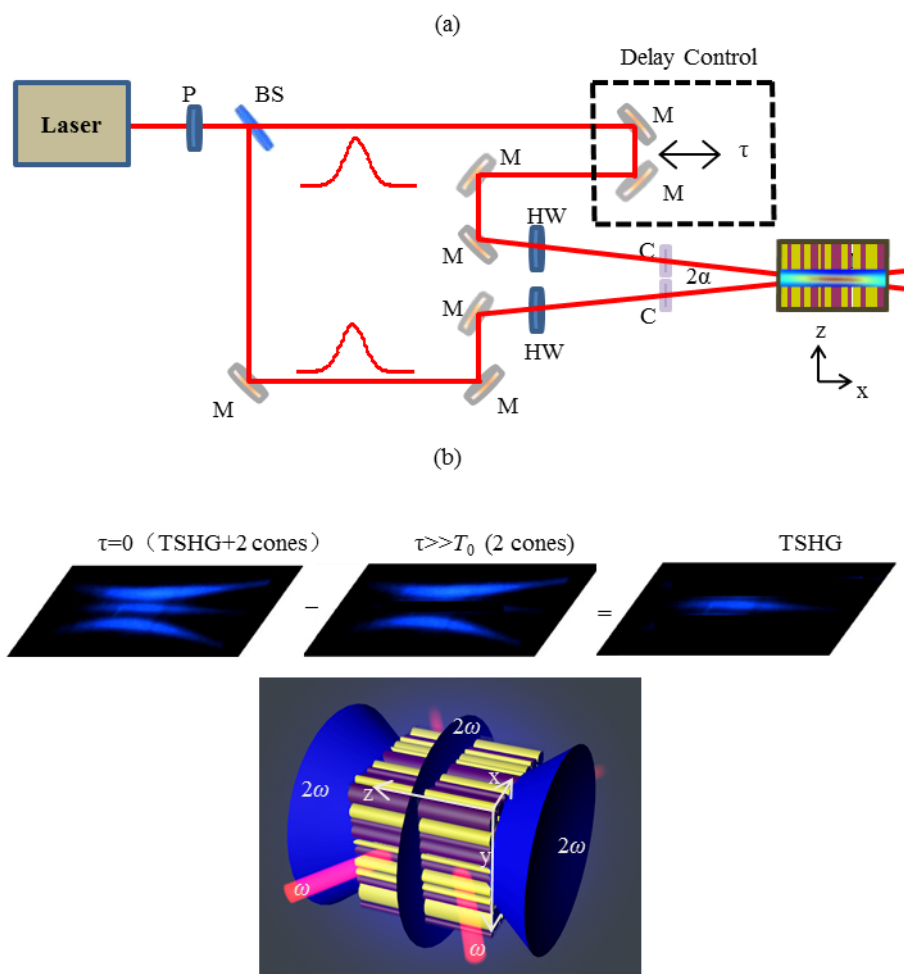 (a)
Delay Control
P
BS
Laser
M
τ
M
M
HW
M
C
2α
M
C
HW
z
x
M
M
(b)
τ=0（TSHG+2 cones）
τ>>T₀ (2 cones)
TSHG
−
=
2ω
x
2ω
z
2ω
y
ω
ω